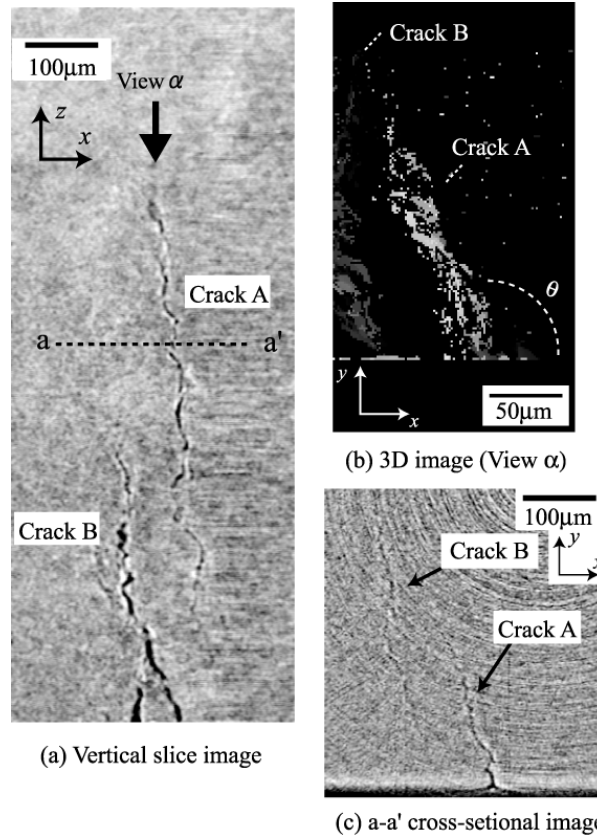 100μm
View α
z
x
Crack A
a
a'
Crack B
(a) Vertical slice image
Crack B
Crack A
θ
y
x
50μm
(b) 3D image (View α)
100μm
y
x
Crack B
Crack A
(c) a-a' cross-setional image